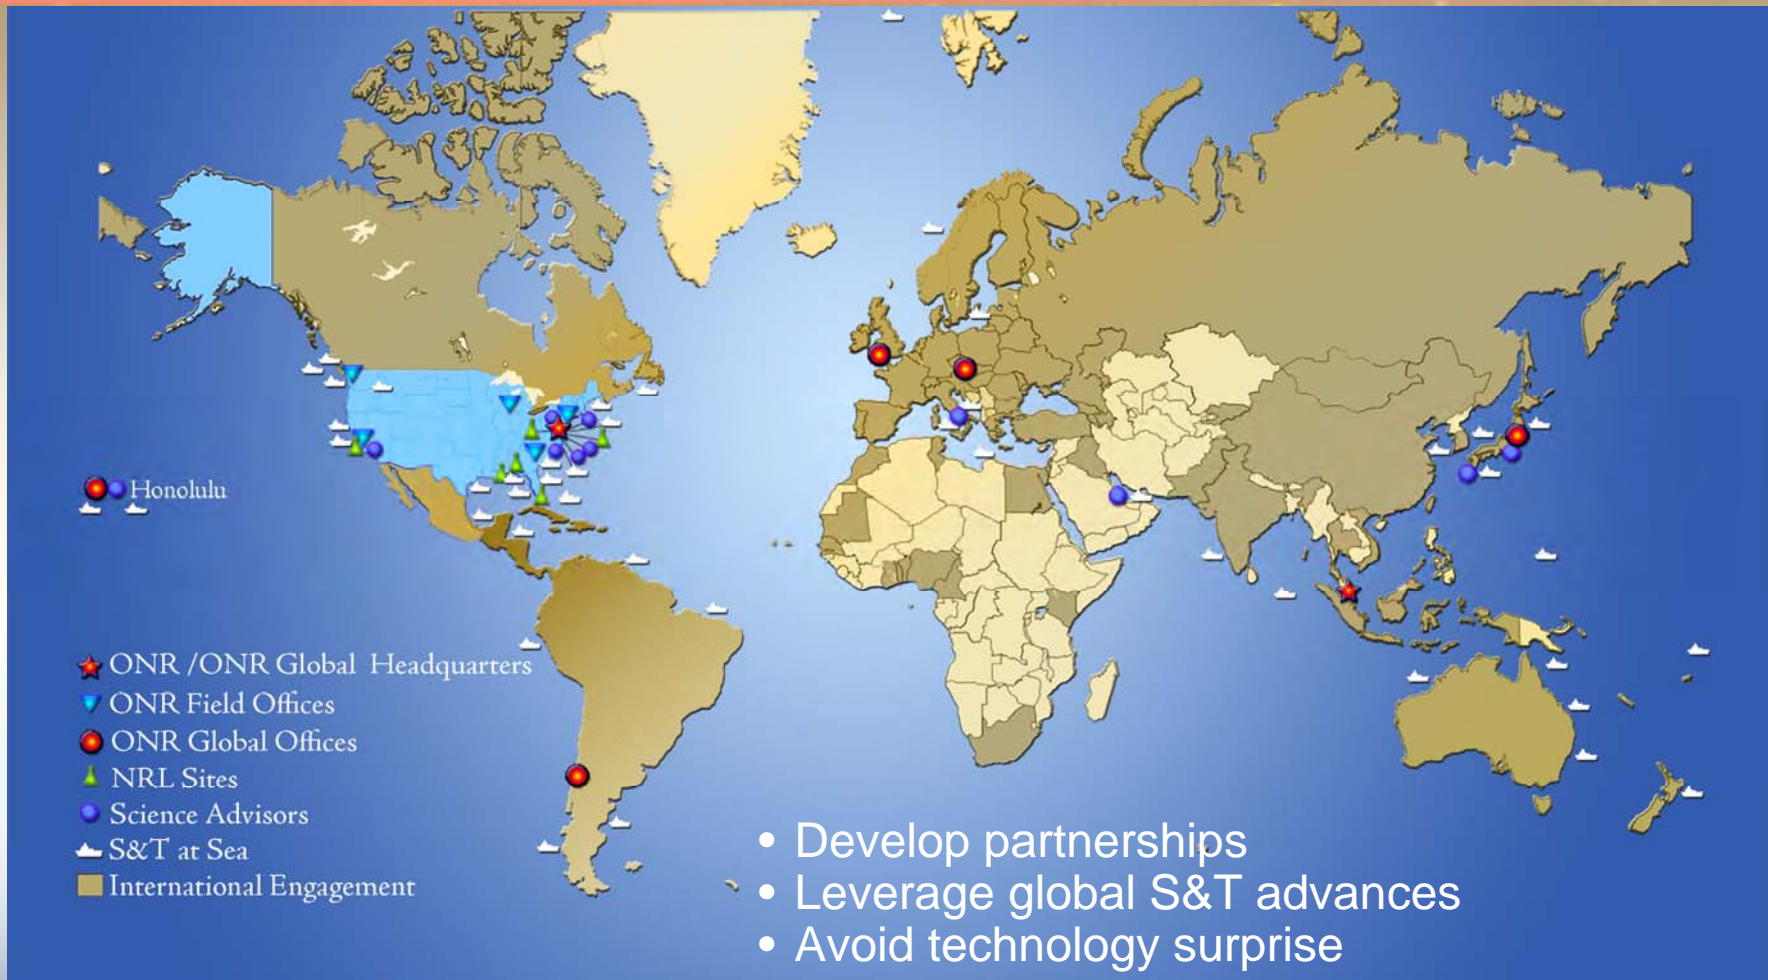 Honolulu
ONR /ONR Global Headquarters
ONR Field Offices
ONR Global Offices
NRL Sites
Science Advisors
S&T at Sea
International Engagement
• Develop partnerships
• Leverage global S&T advances
• Avoid technology surprise